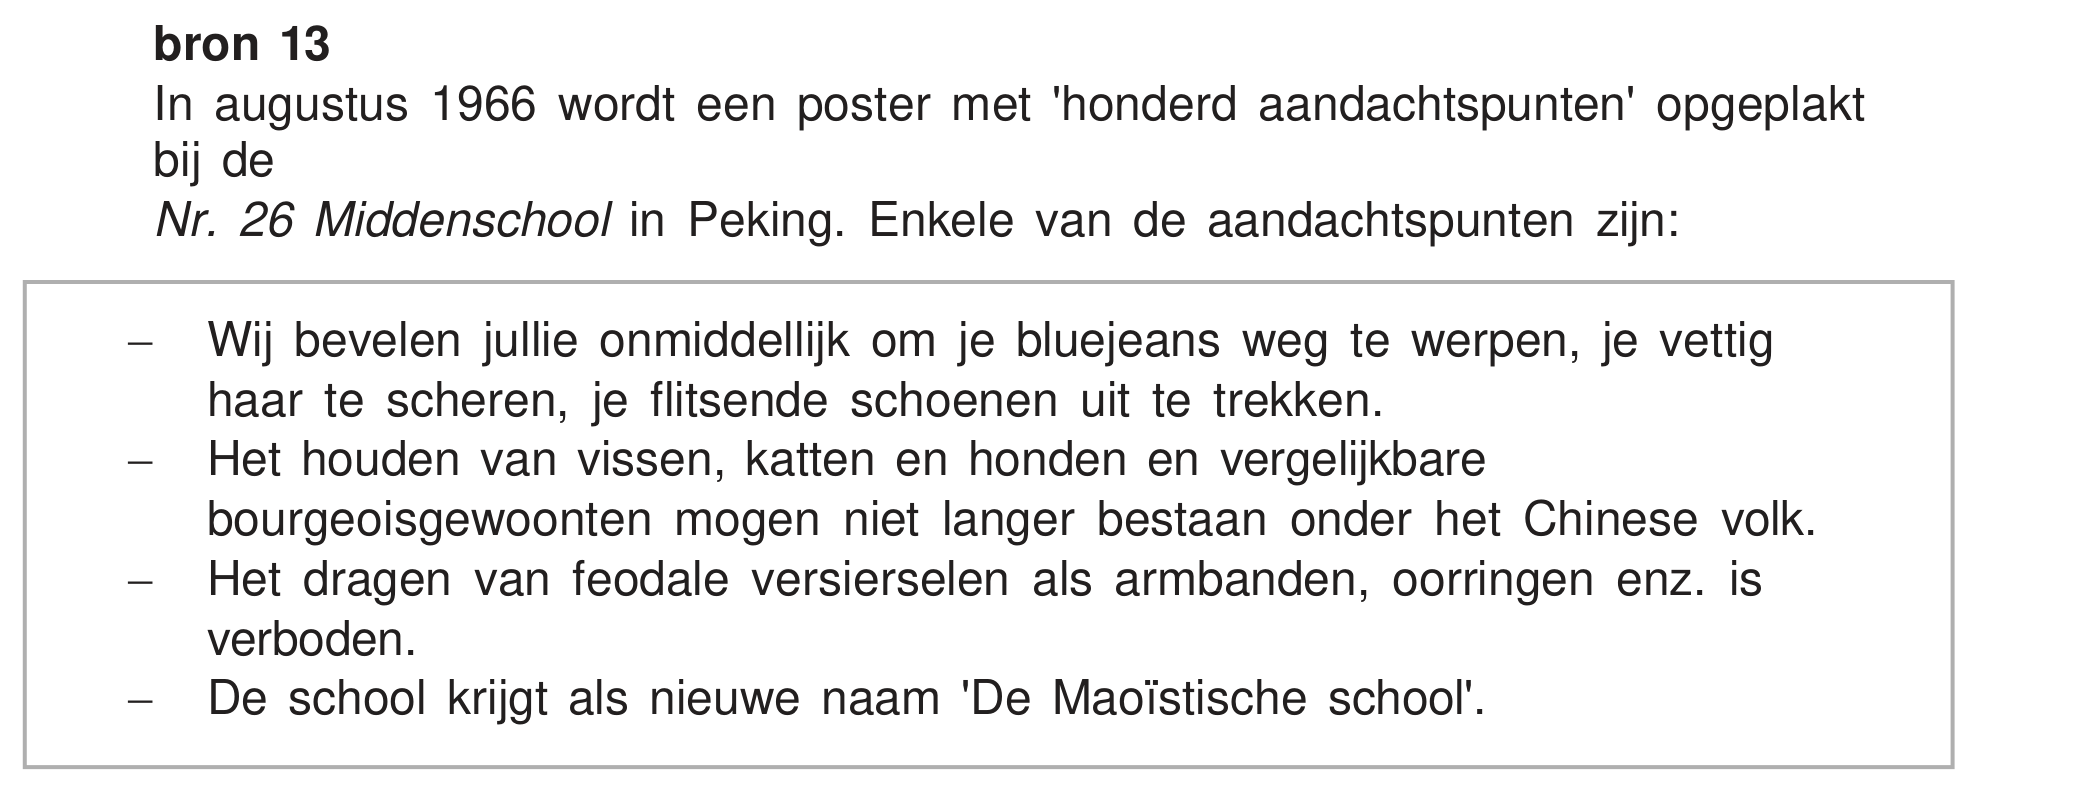 bron 13
In augustus 1966 wordt een poster met 'honderd aandachtspunten' opgeplakt
bij de
Nr. 26 Middenschool in Peking. Enkele van de aandachtspunten zijn:
– Wij bevelen jullie onmiddellijk om je bluejeans weg te werpen, je vettig
haar te scheren, je flitsende schoenen uit te trekken.
– Het houden van vissen, katten en honden en vergelijkbare
bourgeoisgewoonten mogen niet langer bestaan onder het Chinese volk.
– Het dragen van feodale versierselen als armbanden, oorringen enz. is
verboden.
– De school krijgt als nieuwe naam 'De Maoïstische school'.